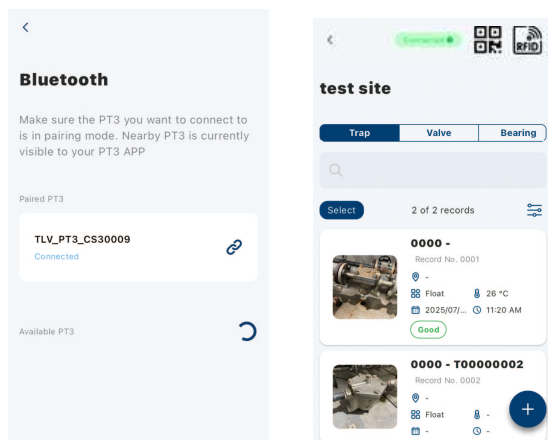 Bluetooth
Make sure the PT3 you want to connect to
is in pairing mode. Nearby PT3 is currently
visible to your PT3 APP
Paired PT3
TLV_PT3_CS30009
Connected
Available PT3
Connected
RFID
test site
Trap Valve Bearing
Select 2 of 2 records
0000 -
Record No. 0001
-
Float 26 °C
2025/07/... 11:20 AM
Good
0000 - T00000002
Record No. 0002
-
Float -
- -
+